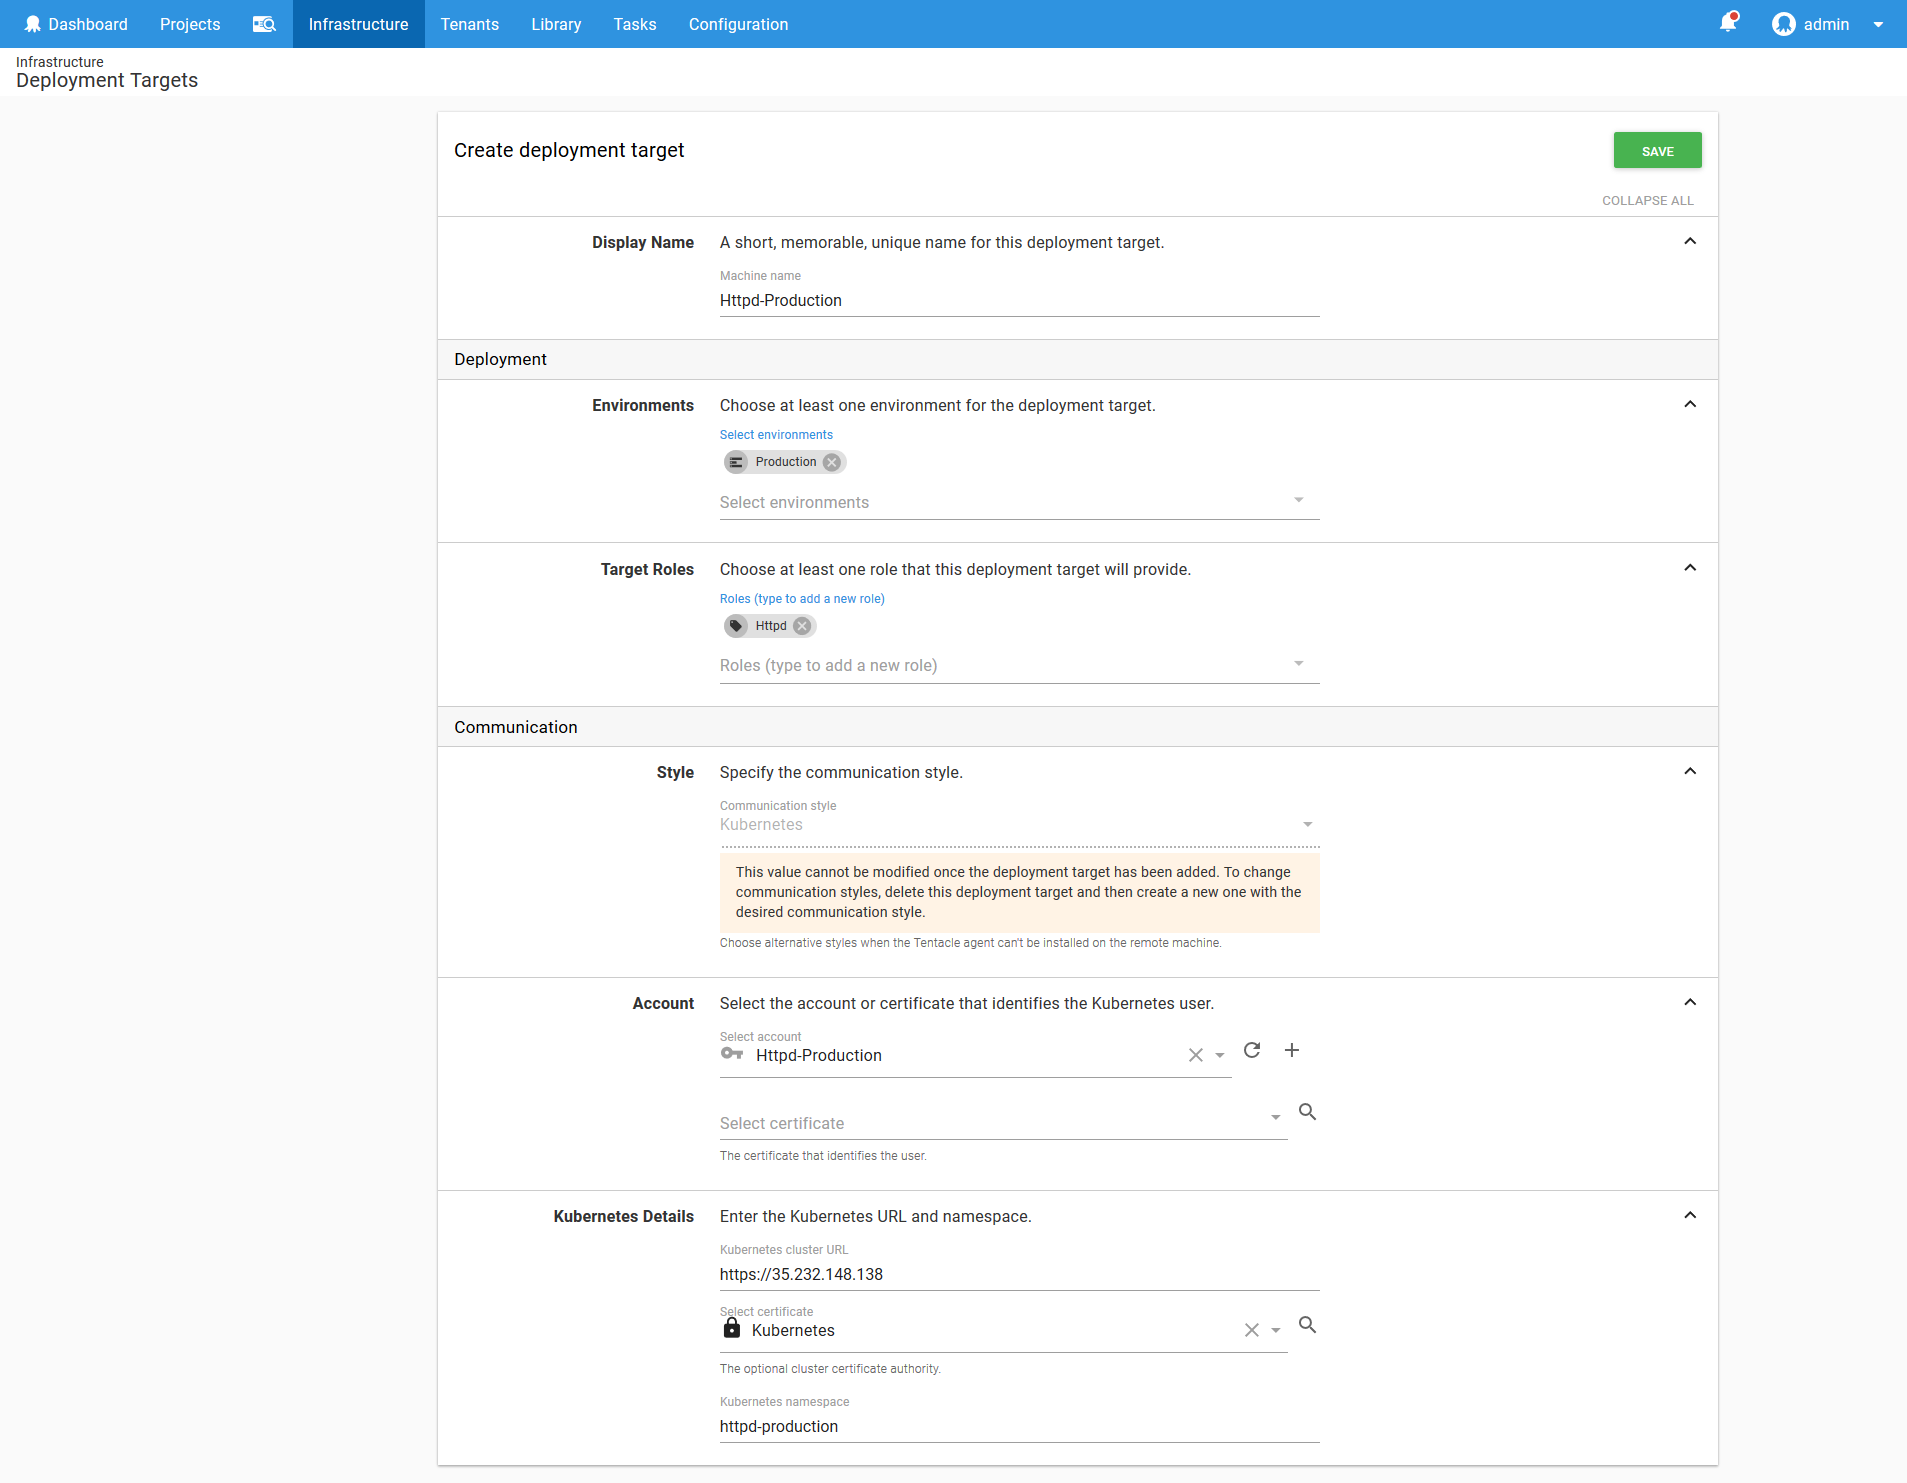 Dashboard Projects Infrastructure Tenants Library Tasks Configuration admin
Infrastructure
Deployment Targets
Create deployment target
SAVE
COLLAPSE ALL
Display Name A short, memorable, unique name for this deployment target.
Machine name
Httpd-Production
Deployment
Environments Choose at least one environment for the deployment target.
Select environments
Production
Select environments
Target Roles Choose at least one role that this deployment target will provide.
Roles (type to add a new role)
Httpd
Roles (type to add a new role)
Communication
Style Specify the communication style.
Communication style
Kubernetes
This value cannot be modified once the deployment target has been added. To change
communication styles, delete this deployment target and then create a new one with the
desired communication style.
Choose alternative styles when the Tentacle agent can't be installed on the remote machine.
Account Select the account or certificate that identifies the Kubernetes user.
Select account
Httpd-Production
Select certificate
The certificate that identifies the user.
Kubernetes Details Enter the Kubernetes URL and namespace.
Kubernetes cluster URL
https://35.232.148.138
Select certificate
Kubernetes
The optional cluster certificate authority.
Kubernetes namespace
httpd-production